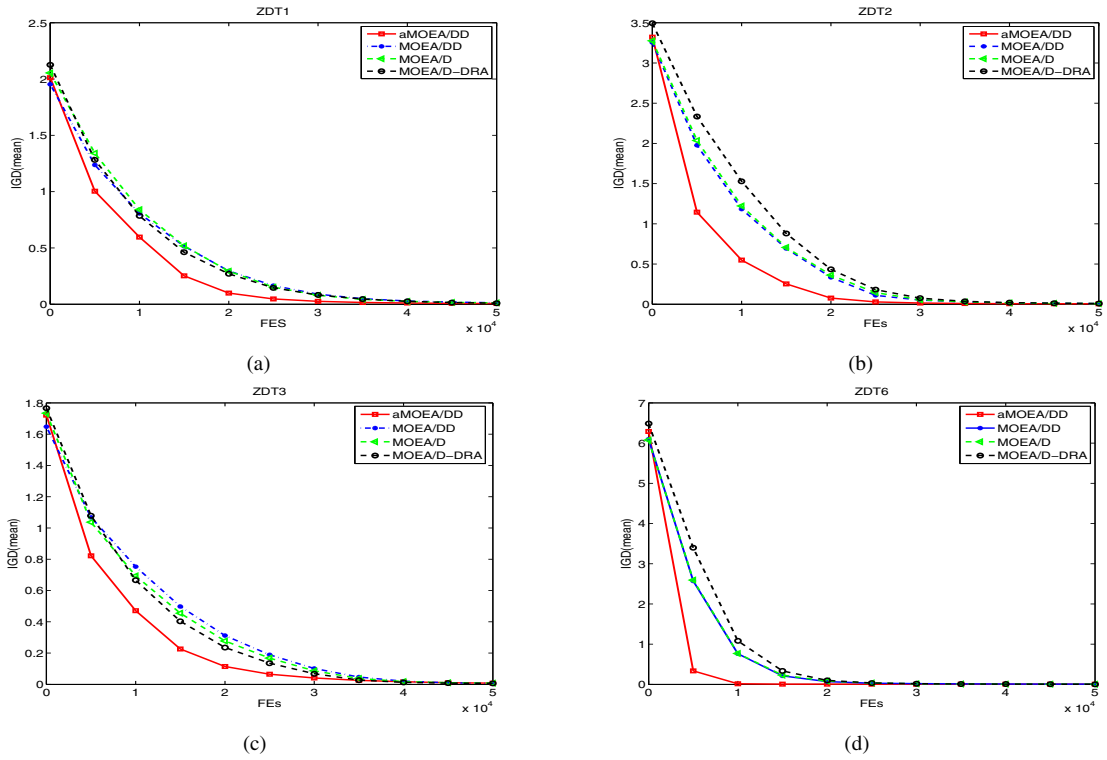 ZDT1
2.5
2
1.5
1
0.5
0
IGD(mean)
0 1 2 3 4 5
FES
x 10^4
aMOEA/DD
MOEA/DD
MOEA/D
MOEA/D-DRA
(a)
ZDT2
3.5
3
2.5
2
1.5
1
0.5
0
IGD(mean)
0 1 2 3 4 5
FEs
x 10^4
aMOEA/DD
MOEA/DD
MOEA/D
MOEA/D-DRA
(b)
ZDT3
1.8
1.6
1.4
1.2
1
0.8
0.6
0.4
0.2
0
IGD(mean)
0 1 2 3 4 5
FEs
x 10^4
aMOEA/DD
MOEA/DD
MOEA/D
MOEA/D-DRA
(c)
ZDT6
7
6
5
4
3
2
1
0
IGD(mean)
0 1 2 3 4 5
FEs
x 10^4
aMOEA/DD
MOEA/DD
MOEA/D
MOEA/D-DRA
(d)